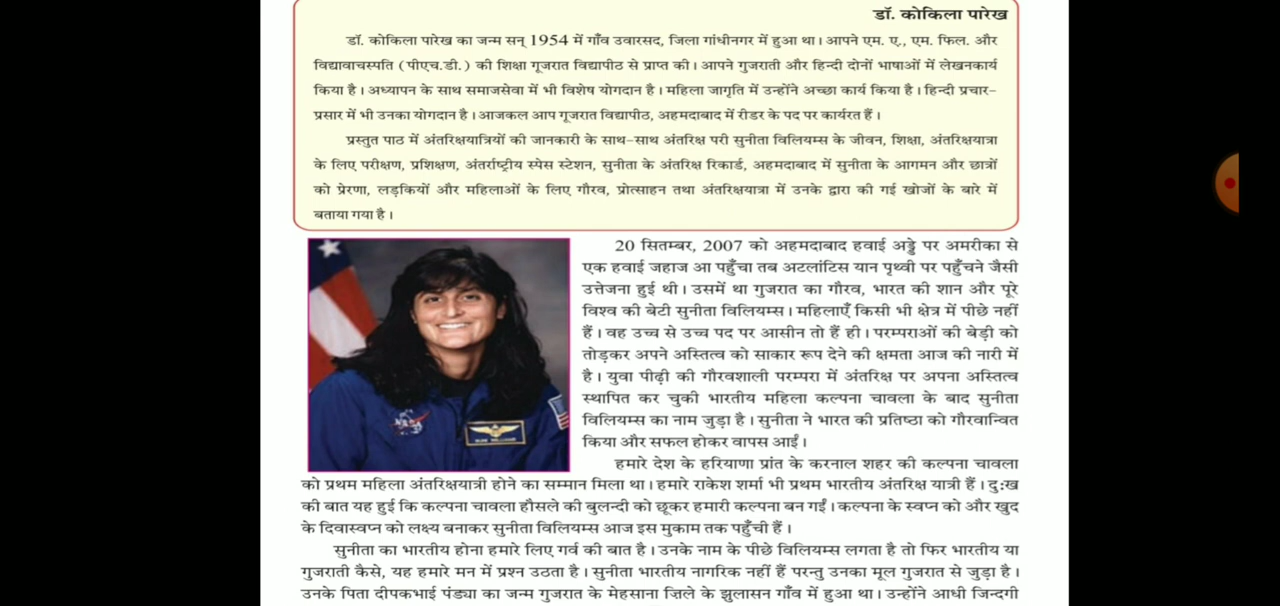 डॉ. कोकिला पारेख
डॉ. कोकिला पारेख का जन्म सन् 1954 में गाँव उवारसद, जिला गांधीनगर में हुआ था। आपने एम. ए., एम. फिल. और
विद्यावाचस्पति (पीएच.डी.) की शिक्षा गूजरात विद्यापीठ से प्राप्त की। आपने गुजराती और हिन्दी दोनों भाषाओं में लेखनकार्य
किया है। अध्यापन के साथ समाजसेवा में भी विशेष योगदान है। महिला जागृति में उन्होंने अच्छा कार्य किया है। हिन्दी प्रचार-
प्रसार में भी उनका योगदान है। आजकल आप गूजरात विद्यापीठ, अहमदाबाद में रीडर के पद पर कार्यरत हैं।
प्रस्तुत पाठ में अंतरिक्षयात्रियों की जानकारी के साथ-साथ अंतरिक्ष परी सुनीता विलियम्स के जीवन, शिक्षा, अंतरिक्षयात्रा
के लिए परीक्षण, प्रशिक्षण, अंतर्राष्ट्रीय स्पेस स्टेशन, सुनीता के अंतरिक्ष रिकार्ड, अहमदाबाद में सुनीता के आगमन और छात्रों
को प्रेरणा, लड़कियों और महिलाओं के लिए गौरव, प्रोत्साहन तथा अंतरिक्षयात्रा में उनके द्वारा की गई खोजों के बारे में
बताया गया है।
20 सितम्बर, 2007 को अहमदाबाद हवाई अड्डे पर अमरीका से
एक हवाई जहाज आ पहुँचा तब अटलांटिस यान पृथ्वी पर पहुँचने जैसी
उत्तेजना हुई थी। उसमें था गुजरात का गौरव, भारत की शान और पूरे
विश्व की बेटी सुनीता विलियम्स। महिलाएँ किसी भी क्षेत्र में पीछे नहीं
हैं। वह उच्च से उच्च पद पर आसीन तो हैं ही। परम्पराओं की बेड़ी को
तोड़कर अपने अस्तित्व को साकार रूप देने की क्षमता आज की नारी में
है। युवा पीढ़ी की गौरवशाली परम्परा में अंतरिक्ष पर अपना अस्तित्व
स्थापित कर चुकी भारतीय महिला कल्पना चावला के बाद सुनीता
विलियम्स का नाम जुड़ा है। सुनीता ने भारत की प्रतिष्ठा को गौरवान्वित
किया और सफल होकर वापस आईं।
NASA
हमारे देश के हरियाणा प्रांत के करनाल शहर की कल्पना चावला
को प्रथम महिला अंतरिक्षयात्री होने का सम्मान मिला था। हमारे राकेश शर्मा भी प्रथम भारतीय अंतरिक्ष यात्री हैं। दुःख
की बात यह हुई कि कल्पना चावला हौसले की बुलन्दी को छूकर हमारी कल्पना बन गईं। कल्पना के स्वप्न को और खुद
के दिवास्वप्न को लक्ष्य बनाकर सुनीता विलियम्स आज इस मुकाम तक पहुँची हैं।
सुनीता का भारतीय होना हमारे लिए गर्व की बात है। उनके नाम के पीछे विलियम्स लगता है तो फिर भारतीय या
गुजराती कैसे, यह हमारे मन में प्रश्न उठता है। सुनीता भारतीय नागरिक नहीं हैं परन्तु उनका मूल गुजरात से जुड़ा है।
उनके पिता दीपकभाई पंड्या का जन्म गुजरात के मेहसाना ज़िले के झुलासन गाँव में हुआ था। उन्होंने आधी जिन्दगी